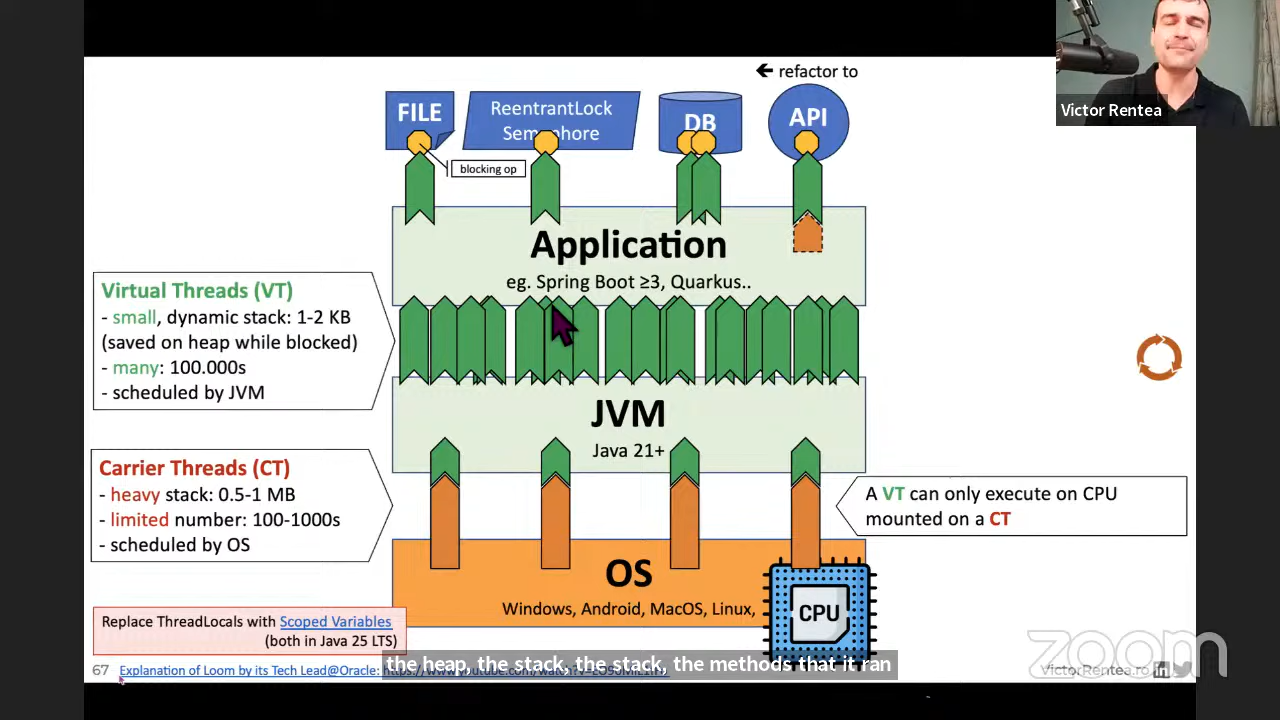 ← refactor to
Victor Rentea
FILE
ReentrantLock
Semaphore
DB
API
blocking op
Application
eg. Spring Boot ≥3, Quarkus..
Virtual Threads (VT)
- small, dynamic stack: 1-2 KB
(saved on heap while blocked)
- many: 100.000s
- scheduled by JVM
JVM
Java 21+
Carrier Threads (CT)
- heavy stack: 0.5-1 MB
- limited number: 100-1000s
- scheduled by OS
A VT can only execute on CPU
mounted on a CT
OS
Windows, Android, MacOS, Linux,
CPU
Replace ThreadLocals with Scoped Variables
(both in Java 25 LTS)
the heap, the stack, the stack, the methods that it ran
67 Explanation of Loom by its Tech Lead@Oracle:
VictorRentea.ro
zoom